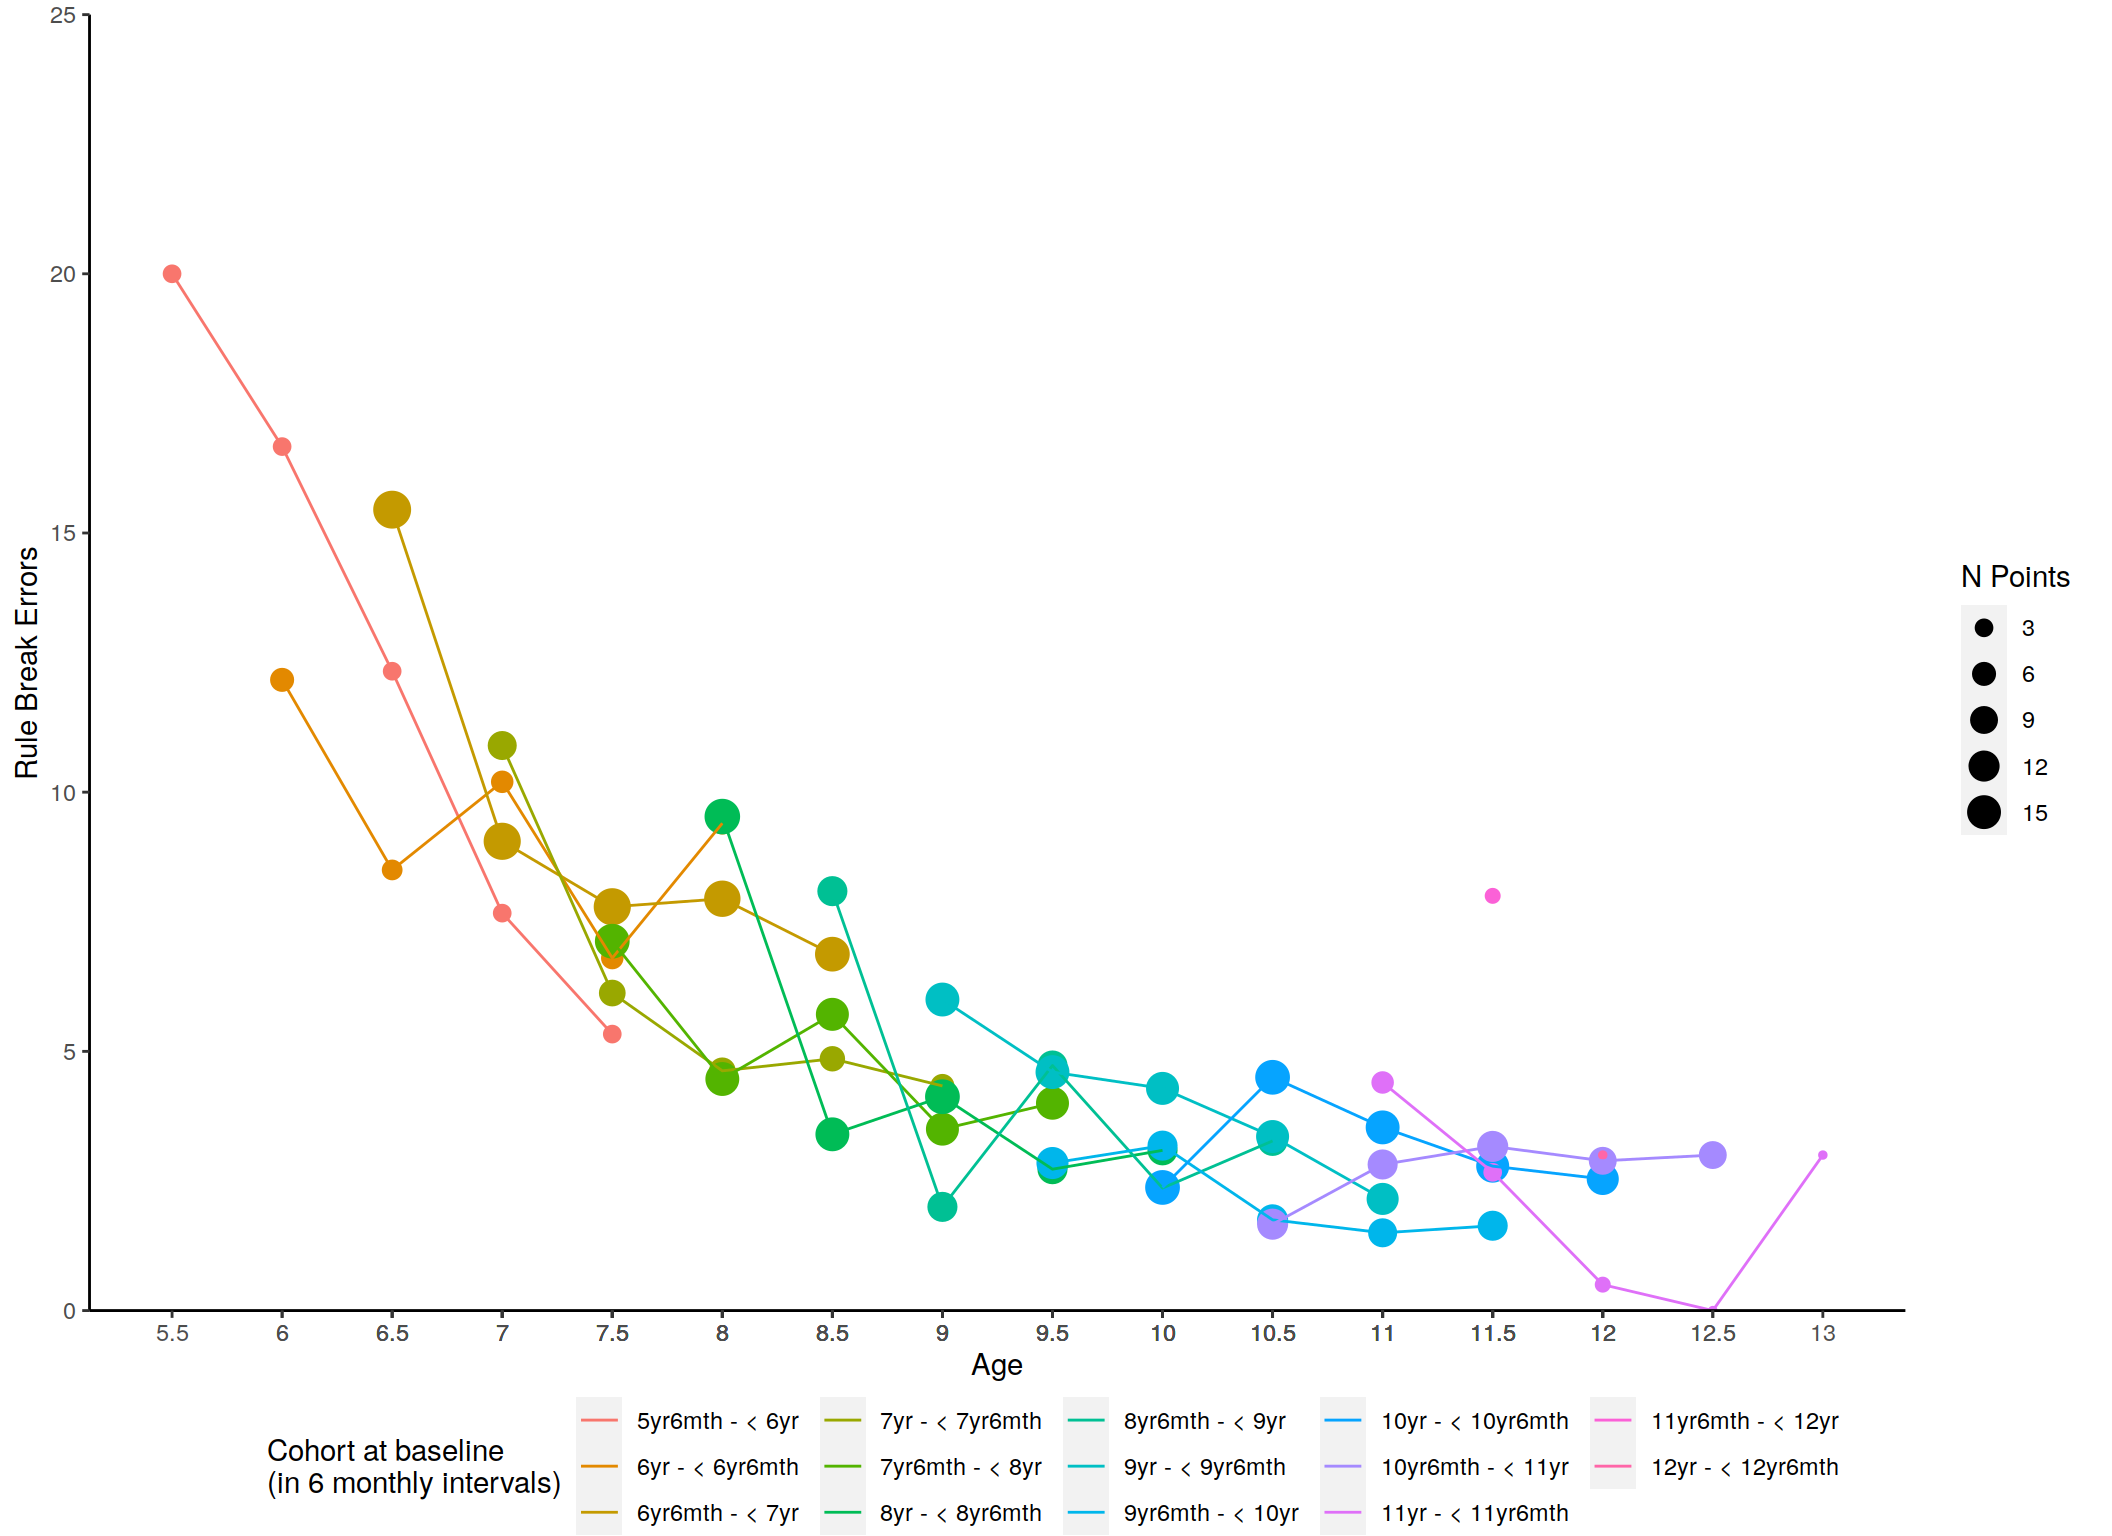 25
20
15
10
5
0
Rule Break Errors
5.5 6 6.5 7 7.5 8 8.5 9 9.5 10 10.5 11 11.5 12 12.5 13
Age
N Points
3
6
9
12
15
Cohort at baseline
(in 6 monthly intervals)
5yr6mth - < 6yr
6yr - < 6yr6mth
6yr6mth - < 7yr
7yr - < 7yr6mth
7yr6mth - < 8yr
8yr - < 8yr6mth
8yr6mth - < 9yr
9yr - < 9yr6mth
9yr6mth - < 10yr
10yr - < 10yr6mth
10yr6mth - < 11yr
11yr - < 11yr6mth
11yr6mth - < 12yr
12yr - < 12yr6mth